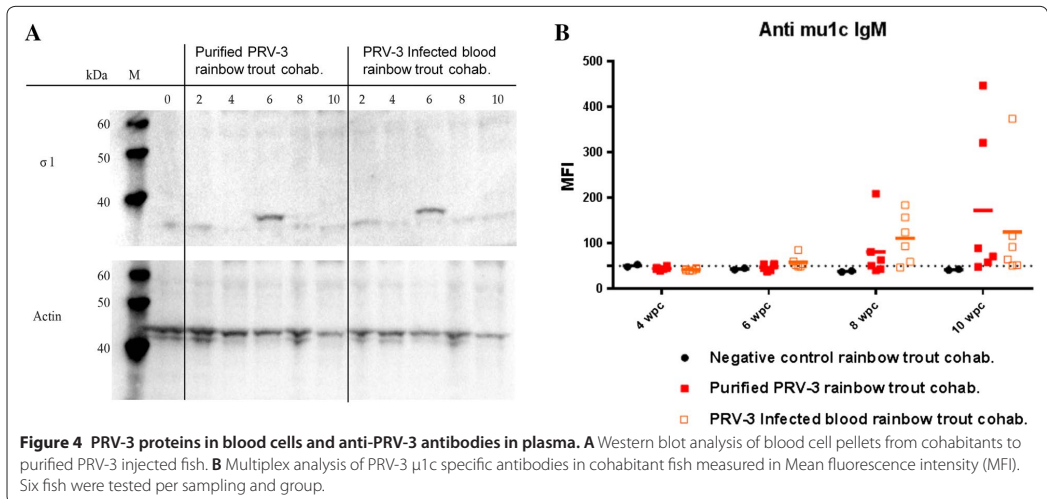 A
Purified PRV-3
rainbow trout cohab.
PRV-3 Infected blood
rainbow trout cohab.
kDa M
0 2 4 6 8 10 2 4 6 8 10
60
σ 1
50
40
60
50
Actin
40
B
Anti mu1c IgM
MFI
500
400
300
200
100
50
0
4 wpc 6 wpc 8 wpc 10 wpc
Negative control rainbow trout cohab.
Purified PRV-3 rainbow trout cohab.
PRV-3 Infected blood rainbow trout cohab.
Figure 4 PRV-3 proteins in blood cells and anti-PRV-3 antibodies in plasma. A Western blot analysis of blood cell pellets from cohabitants to
purified PRV-3 injected fish. B Multiplex analysis of PRV-3 μ1c specific antibodies in cohabitant fish measured in Mean fluorescence intensity (MFI).
Six fish were tested per sampling and group.